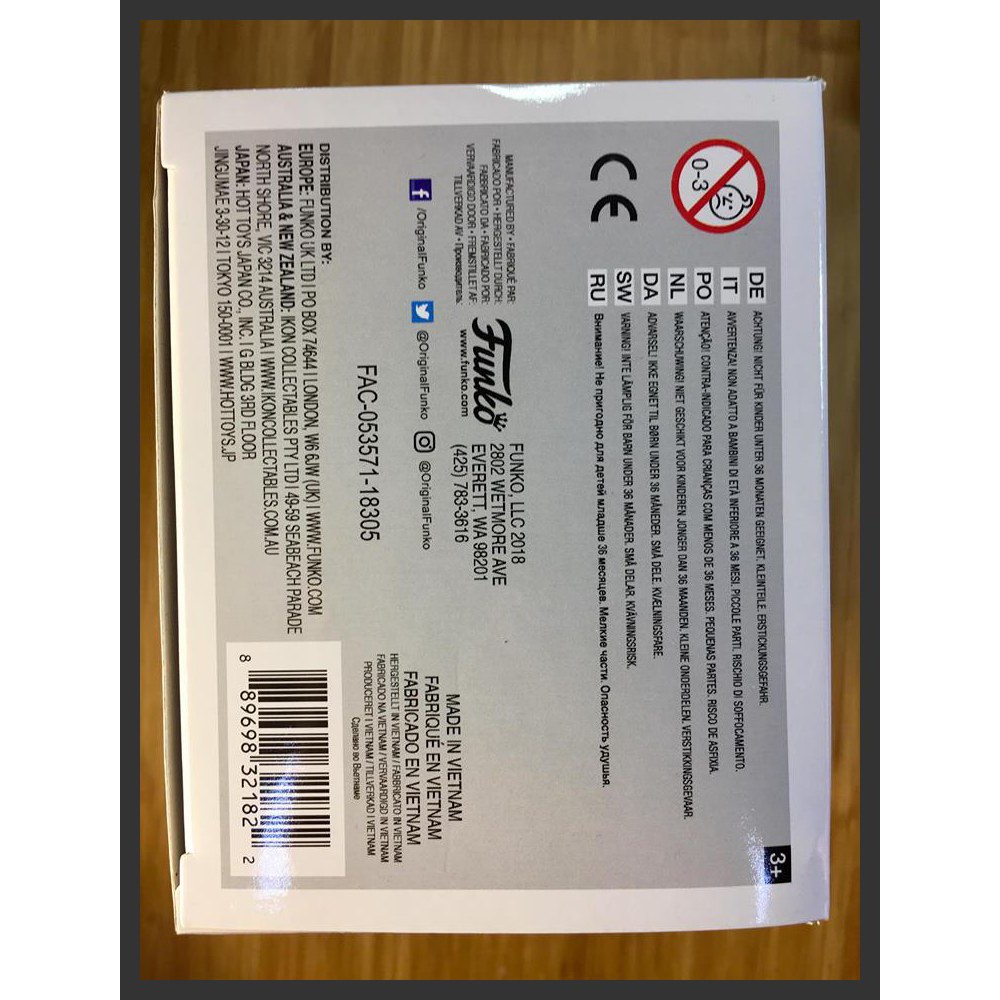 0-3
DE ACHTUNG! NICHT FÜR KINDER UNTER 36 MONATEN GEEIGNET. KLEINTEILE. ERSTICKUNGSGEFAHR.
IT AVVERTENZA! NON ADATTO A BAMBINI DI ETÀ INFERIORE A 36 MESI. PICCOLE PARTI. RISCHIO DI SOFFOCAMENTO.
PO ATENÇÃO! CONTRA-INDICADO PARA CRIANÇAS COM MENOS DE 36 MESES. PEQUENAS PARTES. RISCO DE ASFIXIA.
NL WAARSCHUWING! NIET GESCHIKT VOOR KINDEREN JONGER DAN 36 MAANDEN. KLEINE ONDERDELEN. VERSTIKKINGSGEVAAR.
DA ADVARSEL! IKKE EGNET TIL BØRN UNDER 36 MÅNEDER. SMÅ DELE. KVÆLNINGSFARE.
SW VARNING! INTE LÄMPLIG FÖR BARN UNDER 36 MÅNADER. SMÅ DELAR. KVÄVNINGSRISK.
RU Внимание! Не пригодно для детей младше 36 месяцев. Мелкие части. Опасность удушья.
3+
CE
MANUFACTURED BY • FABRIQUÉ PAR:
FABRICADO POR • HERGESTELLT DURCH:
FABBRICATO DA • FABRICADO POR:
VERVAARDIGD DOOR • FREMSTILLET AF:
TILLVERKAD AV • Производитель:
Funko
www.funko.com
FUNKO, LLC 2018
2802 WETMORE AVE
EVERETT, WA 98201
(425) 783-3616
/OriginalFunko @OriginalFunko @OriginalFunko
FAC-053571-18305
MADE IN VIETNAM
FABRIQUÉ EN VIETNAM
FABRICADO EN VIETNAM
HERGESTELLT IN VIETNAM / FABBRICATO IN VIETNAM
FABRICADO NA VIETNAM / VERVAARDIGD IN VIETNAM
PRODUCERET I VIETNAM / TILLVERKAD I VIETNAM
Сделано во Вьетнаме
DISTRIBUTION BY:
EUROPE: FUNKO UK LTD | PO BOX 74644 | LONDON, W6 6JW (UK) | WWW.FUNKO.COM
AUSTRALIA & NEW ZEALAND: IKON COLLECTABLES PTY LTD | 49-59 SEABEACH PARADE
NORTH SHORE, VIC 3214 AUSTRALIA | WWW.IKONCOLLECTABLES.COM.AU
JAPAN: HOT TOYS JAPAN CO., INC. | G BLDG 3RD FLOOR
JINGUMAE 3-30-12 | TOKYO 150-0001 | WWW.HOTTOYS.JP
8 89698 32182 2